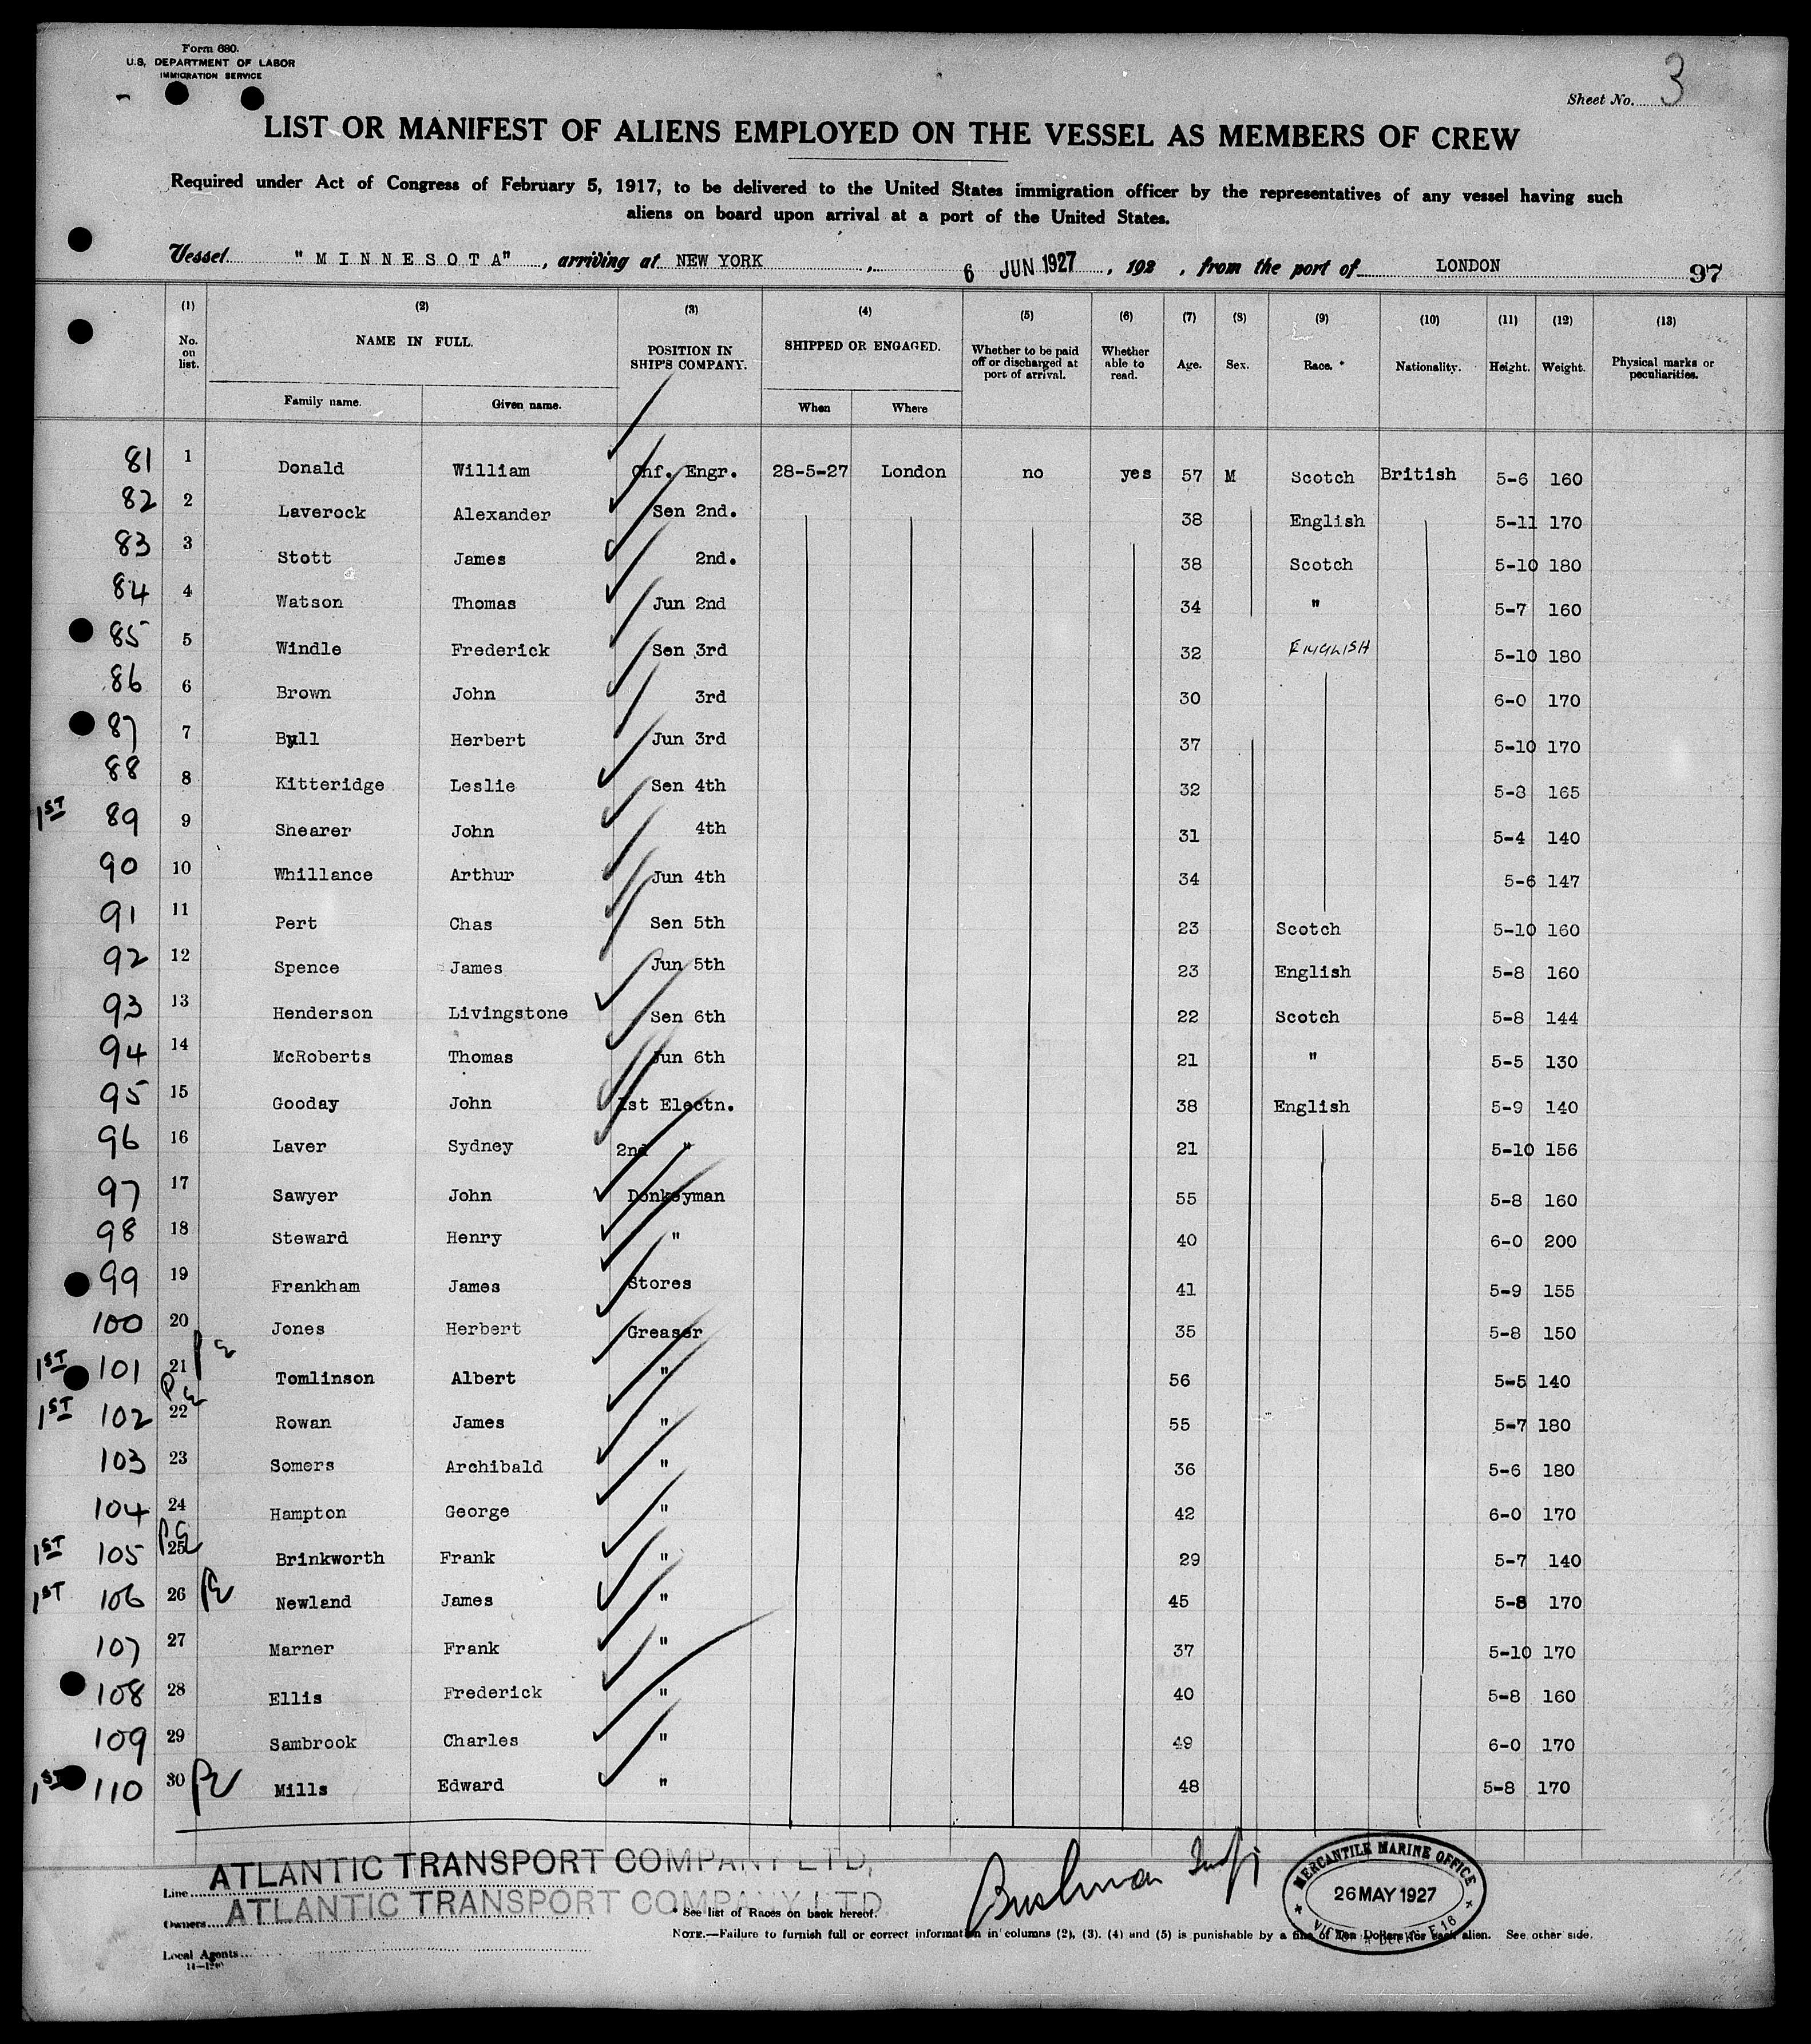 Form 680.
U.S. DEPARTMENT OF LABOR
IMMIGRATION SERVICE
Sheet No. 3
LIST OR MANIFEST OF ALIENS EMPLOYED ON THE VESSEL AS MEMBERS OF CREW
Required under Act of Congress of February 5, 1917, to be delivered to the United States immigration officer by the representatives of any vessel having such
aliens on board upon arrival at a port of the United States.
Vessel "MINNESOTA", arriving at NEW YORK, 6 JUN 1927, 192 , from the port of LONDON 97
(1) (2) (3) (4) (5) (6) (7) (8) (9) (10) (11) (12) (13)
No. on list. NAME IN FULL. POSITION IN SHIP'S COMPANY. SHIPPED OR ENGAGED. Whether to be paid off or discharged at port of arrival. Whether able to read. Age. Sex. Race. * Nationality. Height. Weight. Physical marks or peculiarities.
Family name. Given name. When Where
81 1 Donald William Chf. Engr. 28-5-27 London no yes 57 M Scotch British 5-6 160
82 2 Laverock Alexander Sen 2nd. 38 English 5-11 170
83 3 Stott James 2nd. 38 Scotch 5-10 180
84 4 Watson Thomas Jun 2nd 34 " 5-7 160
85 5 Windle Frederick Sen 3rd 32 ENGLISH 5-10 180
86 6 Brown John 3rd 30 6-0 170
87 7 Bull Herbert Jun 3rd 37 5-10 170
88 8 Kitteridge Leslie Sen 4th 32 5-8 165
1ST 89 9 Shearer John 4th 31 5-4 140
90 10 Whillance Arthur Jun 4th 34 5-6 147
91 11 Pert Chas Sen 5th 23 Scotch 5-10 160
92 12 Spence James Jun 5th 23 English 5-8 160
93 13 Henderson Livingstone Sen 6th 22 Scotch 5-8 144
94 14 McRoberts Thomas Jun 6th 21 " 5-5 130
95 15 Gooday John 1st Electn. 38 English 5-9 140
96 16 Laver Sydney 2nd " 21 5-10 156
97 17 Sawyer John Donkeyman 55 5-8 160
98 18 Steward Henry " 40 6-0 200
99 19 Frankham James Stores 41 5-9 155
100 20 Jones Herbert Greaser 35 5-8 150
1ST 101 21 Tomlinson Albert " 56 5-5 140
1ST 102 22 Rowan James " 55 5-7 180
103 23 Somers Archibald " 36 5-6 180
104 24 Hampton George " 42 6-0 170
1ST 105 25 Brinkworth Frank " 29 5-7 140
1ST 106 26 Newland James " 45 5-8 170
107 27 Marner Frank " 37 5-10 170
108 28 Ellis Frederick " 40 5-8 160
109 29 Sambrook Charles " 49 6-0 170
1ST 110 30 Mills Edward " 48 5-8 170
Line ATLANTIC TRANSPORT COMPANY LTD,
Owners ATLANTIC TRANSPORT COMPANY LTD.
Local Agents
* See list of Races on back hereof.
NOTE.—Failure to furnish full or correct information in columns (2), (3), (4) and (5) is punishable by a fine of Ten Dollars for each alien. See other side.
MERCANTILE MARINE OFFICE
26 MAY 1927
E 16